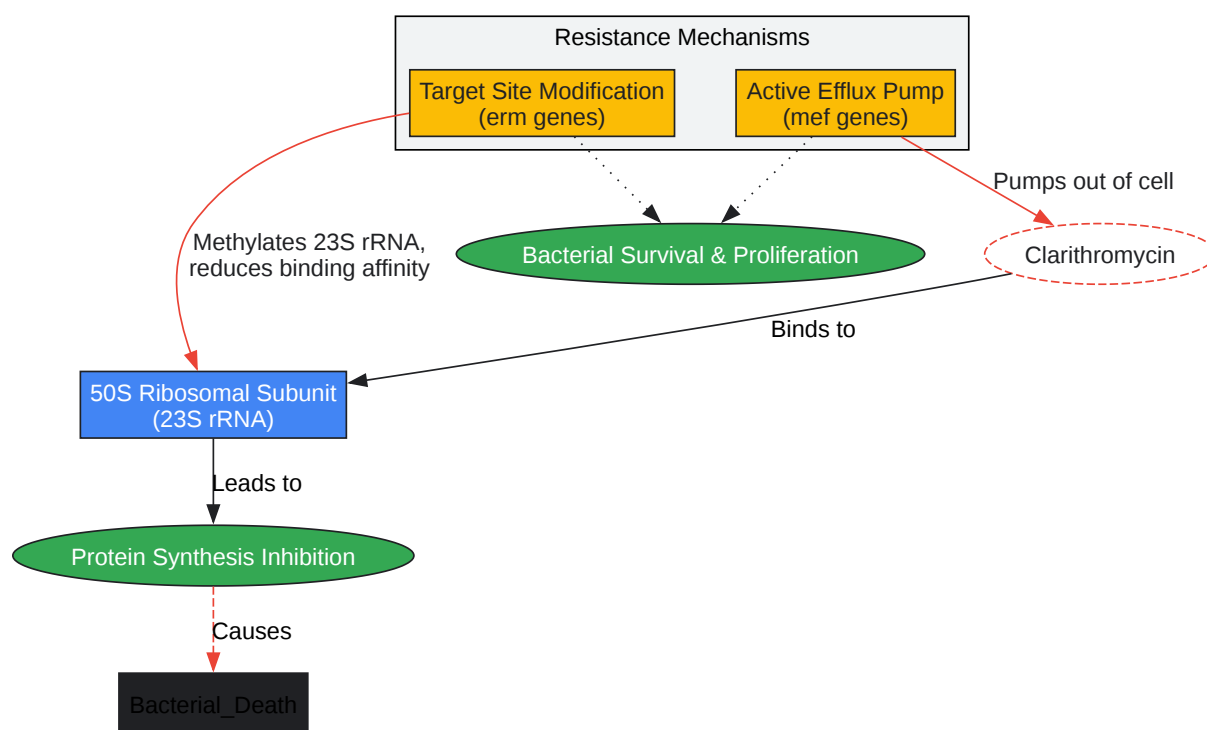 Resistance Mechanisms
Target Site Modification
(erm genes)
Active Efflux Pump
(mef genes)
Pumps out of cell
Methylates 23S rRNA,
reduces binding affinity
Bacterial Survival & Proliferation
Clarithromycin
Binds to
50S Ribosomal Subunit
(23S rRNA)
Leads to
Protein Synthesis Inhibition
Causes
Bacterial_Death